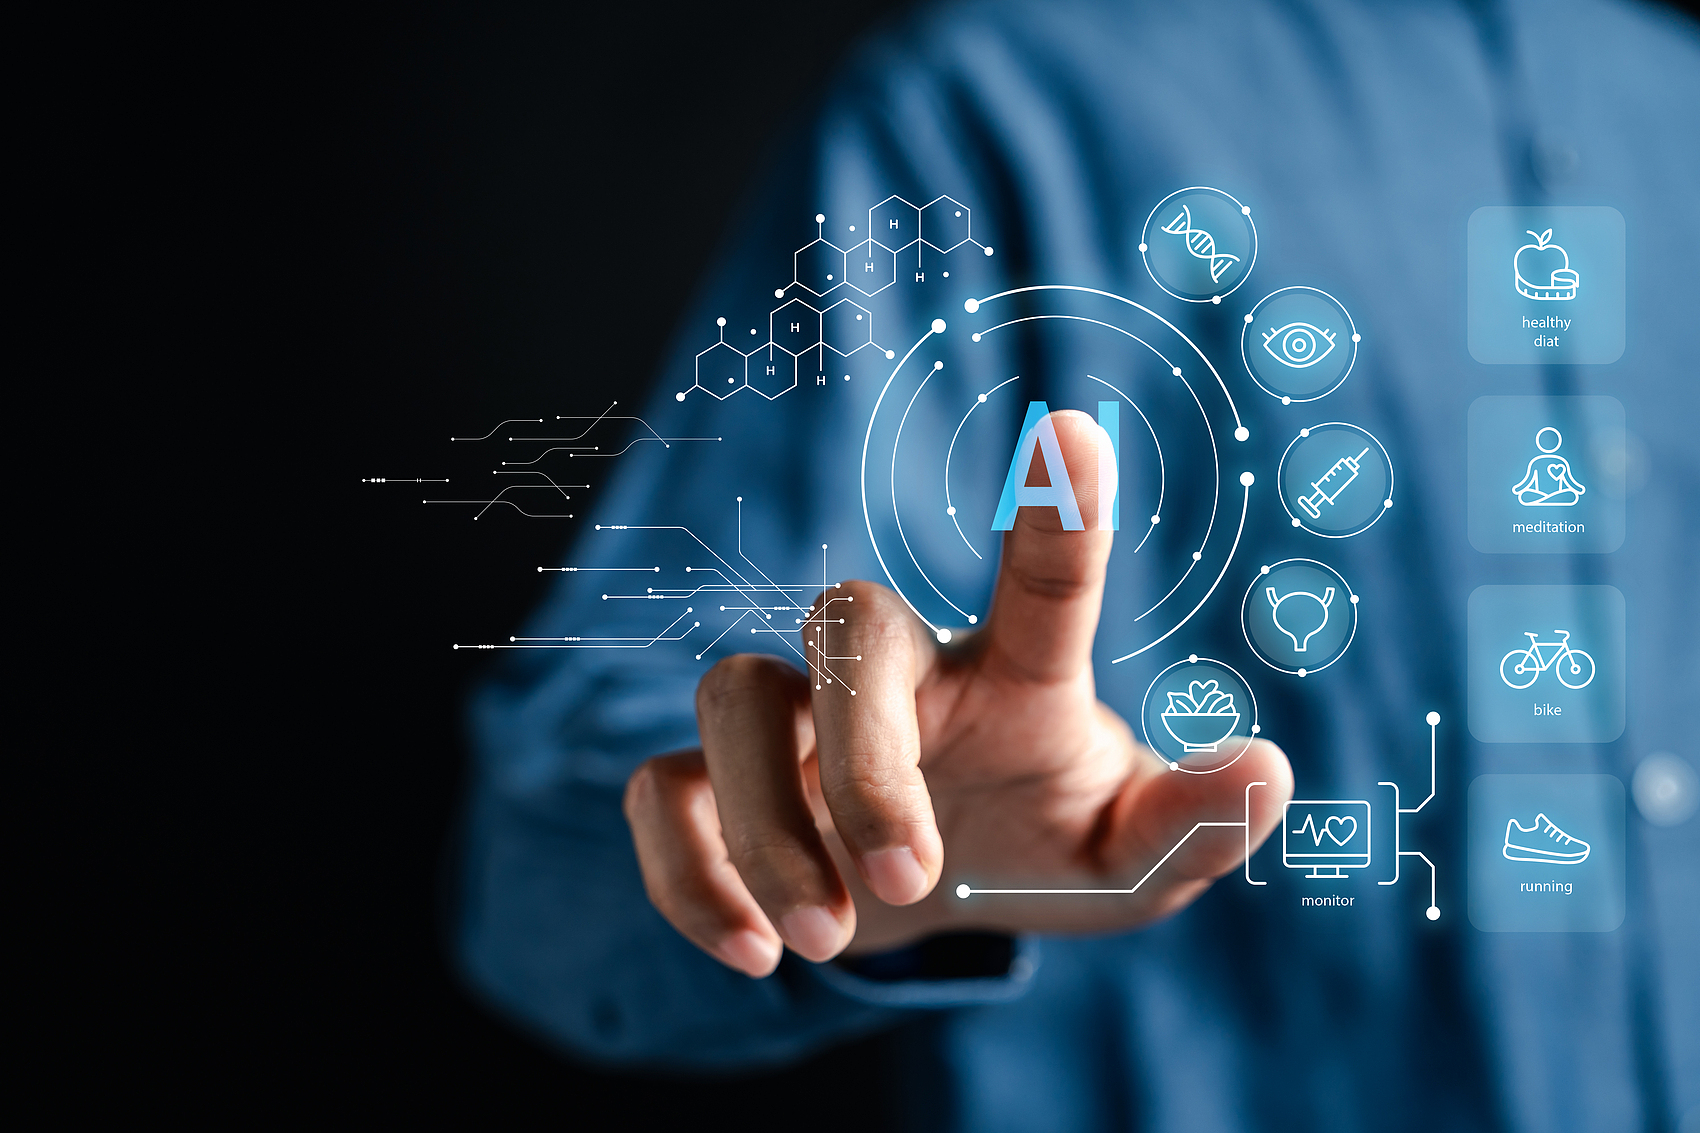 H
H
H
H
H
H
AI
healthy
diat
meditation
bike
running
monitor